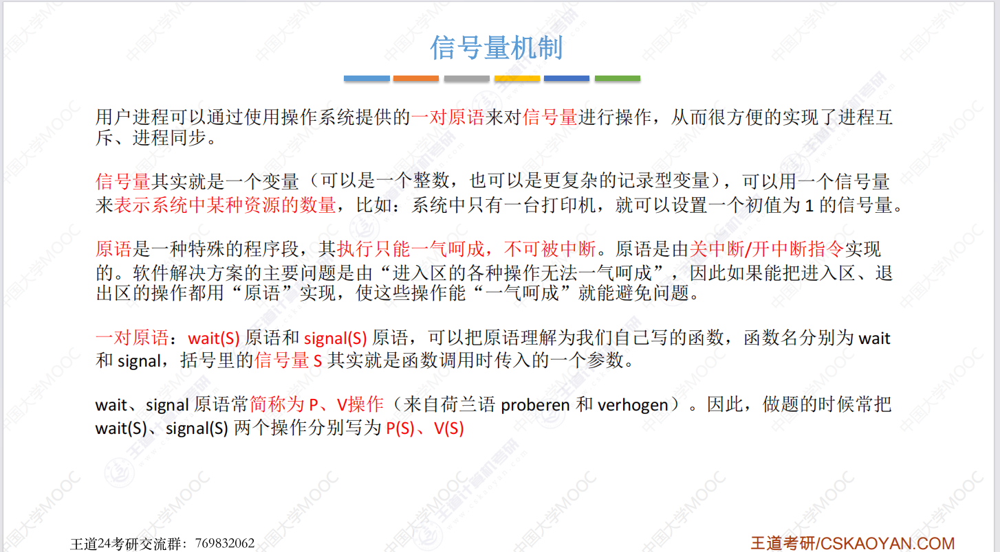 信号量机制
用户进程可以通过使用操作系统提供的一对原语来对信号量进行操作，从而很方便的实现了进程互
斥、进程同步。
信号量其实就是一个变量（可以是一个整数，也可以是更复杂的记录型变量），可以用一个信号量
来表示系统中某种资源的数量，比如：系统中只有一台打印机，就可以设置一个初值为 1 的信号量。
原语是一种特殊的程序段，其执行只能一气呵成，不可被中断。原语是由关中断/开中断指令实现
的。软件解决方案的主要问题是由“进入区的各种操作无法一气呵成”，因此如果能把进入区、退
出区的操作都用“原语”实现，使这些操作能“一气呵成”就能避免问题。
一对原语：wait(S) 原语和 signal(S) 原语，可以把原语理解为我们自己写的函数，函数名分别为 wait
和 signal，括号里的信号量 S 其实就是函数调用时传入的一个参数。
wait、signal 原语常简称为 P、V操作（来自荷兰语 proberen 和 verhogen）。因此，做题的时候常把
wait(S)、signal(S) 两个操作分别写为 P(S)、V(S)
王道24考研交流群：769832062
王道考研/CSKAOYAN.COM
中国大学MOOC
王道计算机考研
www.cskaoyan.com